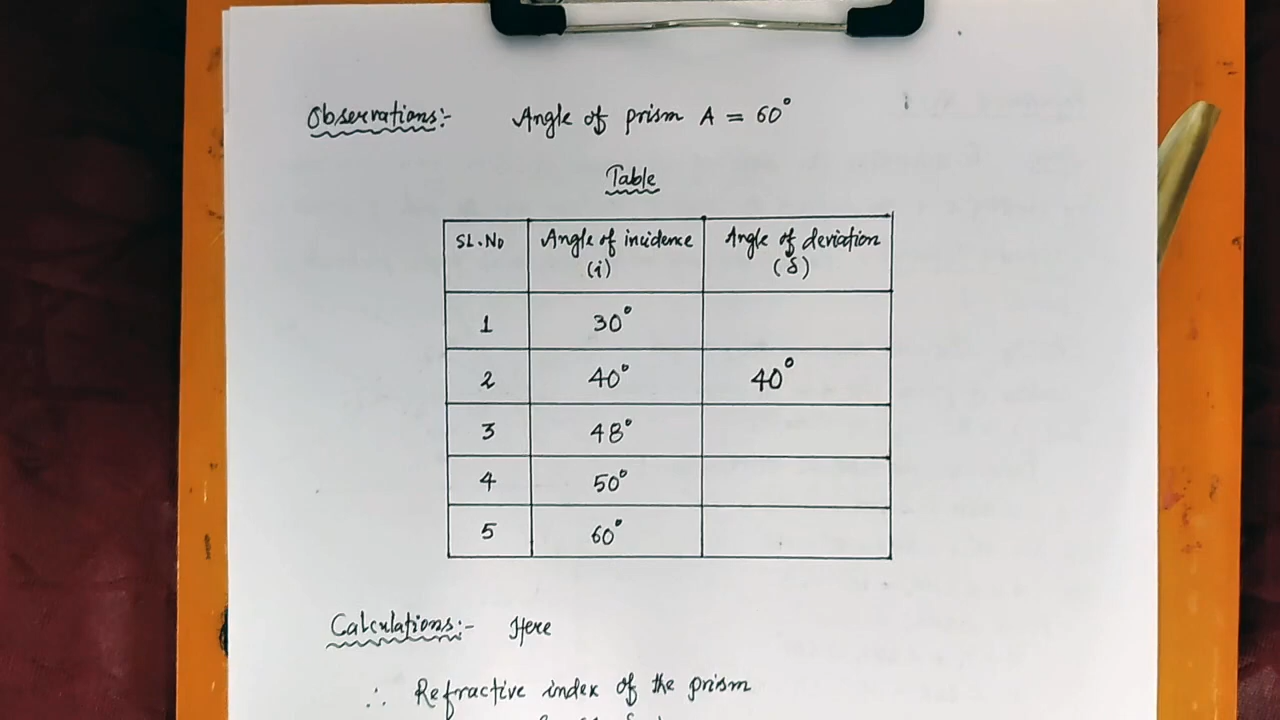 Observations:- Angle of prism A = 60°
Table
SL.No Angle of incidence (i) Angle of deviation (δ)
1 30°
2 40° 40°
3 48°
4 50°
5 60°
Calculations:- Here
∴ Refractive index of the prism